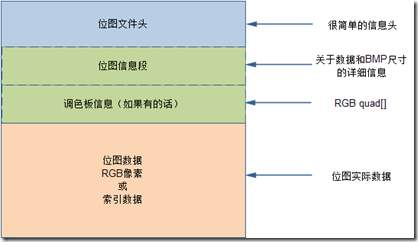 位图文件头
很简单的信息头
位图信息段
关于数据和BMP尺寸
的详细信息
调色板信息（如果有的话）
RGB quad[]
位图数据
RGB像素
或
索引数据
位图实际数据